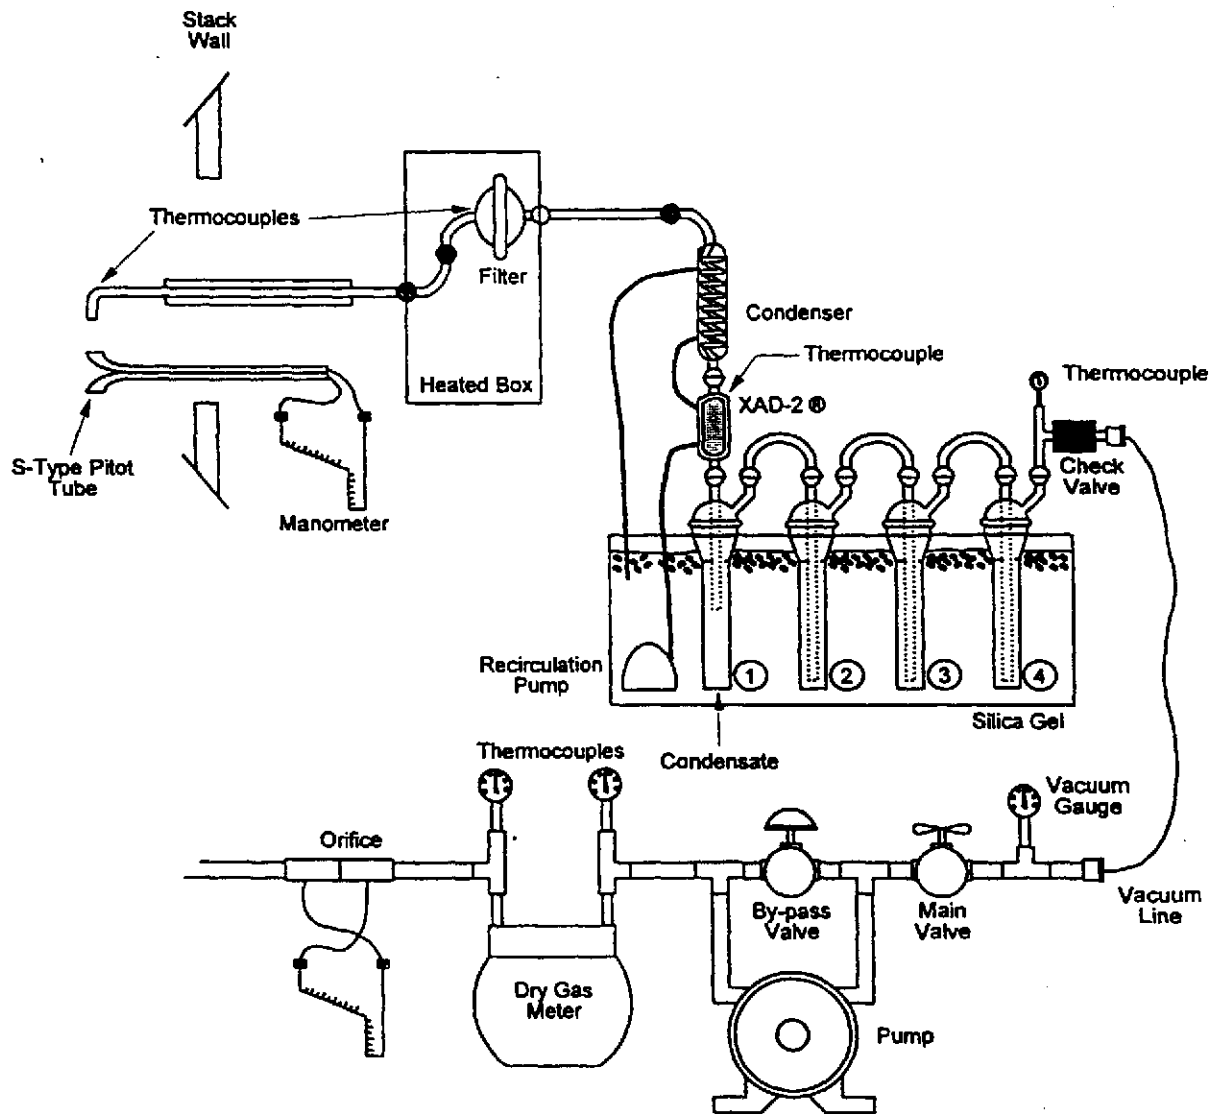 Stack
Wall
Thermocouples
Filter
Condenser
Thermocouple
Heated Box
XAD-2 ®
Thermocouple
S-Type Pitot
Tube
Manometer
Check
Valve
Recirculation
Pump
1
2
3
4
Silica Gel
Condensate
Thermocouples
Vacuum
Gauge
Orifice
By-pass
Valve
Main
Valve
Vacuum
Line
Dry Gas
Meter
Pump